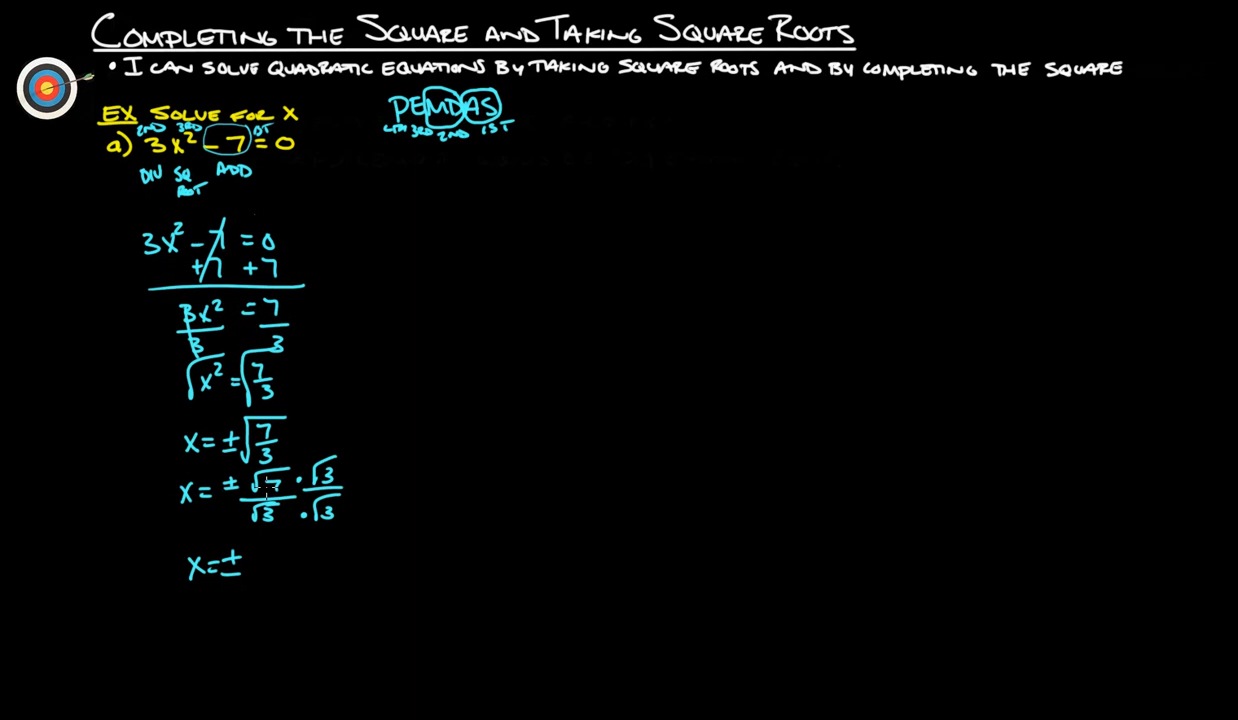 COMPLETING THE SQUARE AND TAKING SQUARE ROOTS
• I CAN SOLVE QUADRATIC EQUATIONS BY TAKING SQUARE ROOTS AND BY COMPLETING THE SQUARE
EX SOLVE FOR X
PEMDAS
4TH 3RD 2ND 1ST
2ND 3RD 1ST
a) 3x² - 7 = 0
DIV SQ ROOT ADD
3x² - 7 = 0
+7 +7
3x² = 7
3 3
√x² = √7/3
x = ± √7/3
x = ± √7/√3 · √3/√3
x = ±